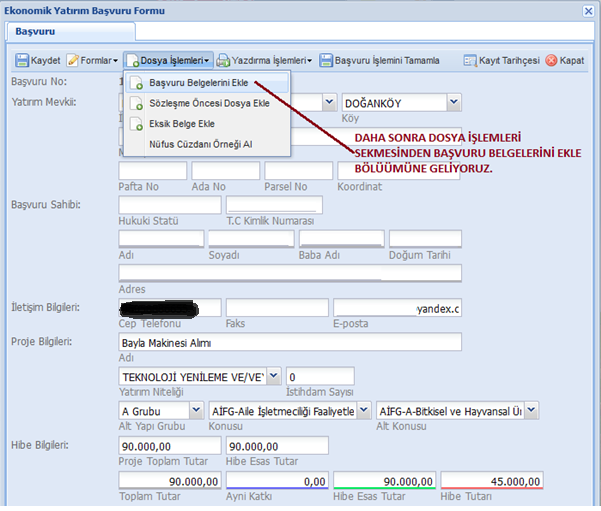 Ekonomik Yatırım Başvuru Formu
Başvuru
Kaydet Formlar Dosya İşlemleri Yazdırma İşlemleri Başvuru İşlemini Tamamla Kayıt Tarihçesi Kapat
Başvuru No: 1
Başvuru Belgelerini Ekle
Sözleşme Öncesi Dosya Ekle
Eksik Belge Ekle
Nüfus Cüzdanı Örneği Al
Yatırım Mevkii:
DOĞANKÖY
Köy
DAHA SONRA DOSYA İŞLEMLERİ
SEKMESİNDEN BAŞVURU BELGELERİNİ EKLE
BÖLÜÜMÜNE GELİYORUZ.
Pafta No Ada No Parsel No Koordinat
Başvuru Sahibi:
Hukuki Statü T.C Kimlik Numarası
Adı Soyadı Baba Adı Doğum Tarihi
Adres
İletişim Bilgileri:
yandex.c
Cep Telefonu Faks E-posta
Proje Bilgileri: Bayla Makinesi Alımı
Adı
TEKNOLOJİ YENİLEME VE/VEY 0
Yatırım Niteliği İstihdam Sayısı
A Grubu AİFG-Aile İşletmeciliği Faaliyetle AİFG-A-Bitkisel ve Hayvansal Ür
Alt Yapı Grubu Konusu Alt Konusu
Hibe Bilgileri: 90.000,00 90.000,00
Proje Toplam Tutar Hibe Esas Tutar
90.000,00 0,00 90.000,00 45.000,00
Toplam Tutar Ayni Katkı Hibe Esas Tutar Hibe Tutarı